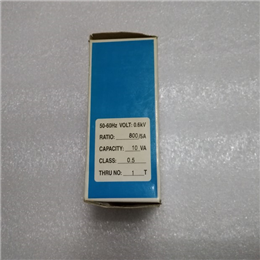 50-60Hz VOLT: 0.6kV
RATIO: 800/5A
CAPACITY: 10 VA
CLASS: 0.5
THRU NO: 1 T